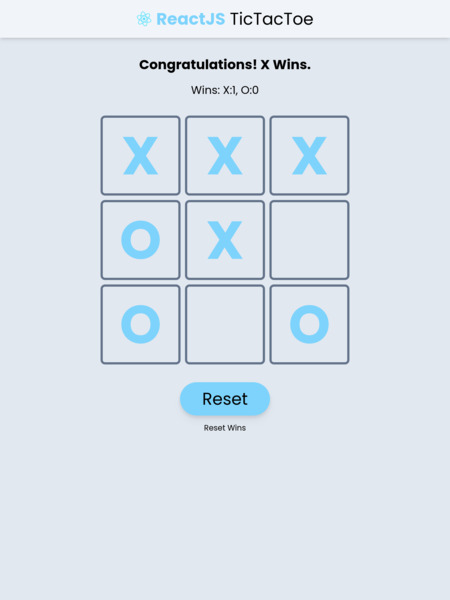 ReactJS TicTacToe
Congratulations! X Wins.
Wins: X:1, O:0
X X X
O X
O O
Reset
Reset Wins